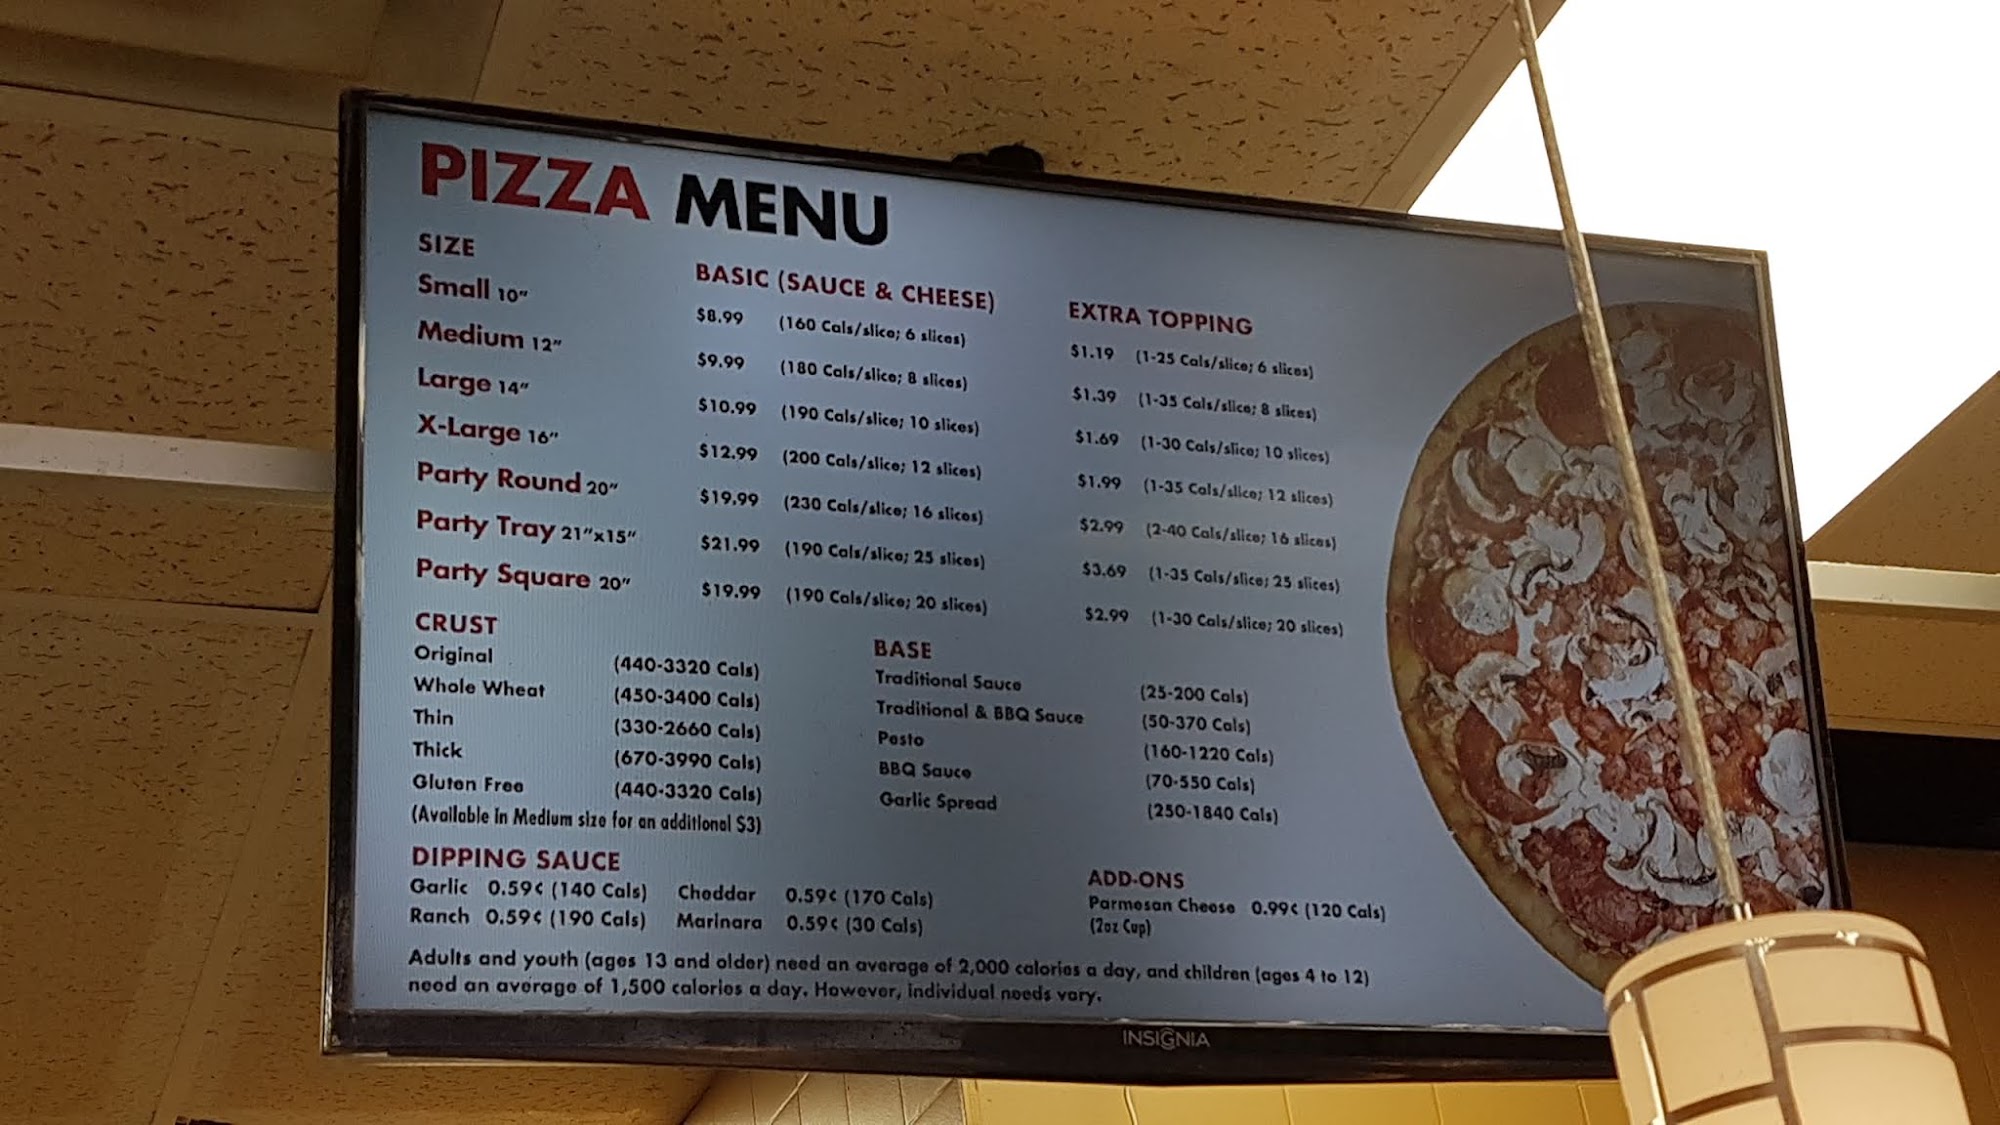 PIZZA MENU
SIZE BASIC (SAUCE & CHEESE) EXTRA TOPPING
Small 10" $8.99 (160 Cals/slice; 6 slices) $1.19 (1-25 Cals/slice; 6 slices)
Medium 12" $9.99 (180 Cals/slice; 8 slices) $1.39 (1-35 Cals/slice; 8 slices)
Large 14" $10.99 (190 Cals/slice; 10 slices) $1.69 (1-30 Cals/slice; 10 slices)
X-Large 16" $12.99 (200 Cals/slice; 12 slices) $1.99 (1-35 Cals/slice; 12 slices)
Party Round 20" $19.99 (230 Cals/slice; 16 slices) $2.99 (2-40 Cals/slice; 16 slices)
Party Tray 21"x15" $21.99 (190 Cals/slice; 25 slices) $3.69 (1-35 Cals/slice; 25 slices)
Party Square 20" $19.99 (190 Cals/slice; 20 slices) $2.99 (1-30 Cals/slice; 20 slices)
CRUST
Original (440-3320 Cals)
Whole Wheat (450-3400 Cals)
Thin (330-2660 Cals)
Thick (670-3990 Cals)
Gluten Free (440-3320 Cals)
(Available in Medium size for an additional $3)
BASE
Traditional Sauce (25-200 Cals)
Traditional & BBQ Sauce (50-370 Cals)
Pesto (160-1220 Cals)
BBQ Sauce (70-550 Cals)
Garlic Spread (250-1840 Cals)
DIPPING SAUCE
Garlic 0.59¢ (140 Cals) Cheddar 0.59¢ (170 Cals)
Ranch 0.59¢ (190 Cals) Marinara 0.59¢ (30 Cals)
ADD-ONS
Parmesan Cheese 0.99¢ (120 Cals)
(2oz Cup)
Adults and youth (ages 13 and older) need an average of 2,000 calories a day, and children (ages 4 to 12)
need an average of 1,500 calories a day. However, individual needs vary.
INSIGNIA